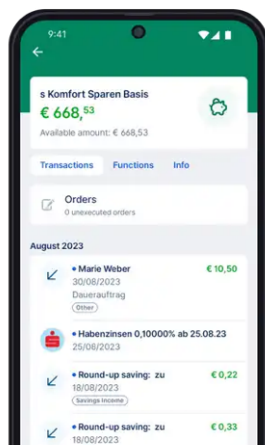 9:41
s Komfort Sparen Basis
€ 668,53
Available amount: € 668,53
Transactions Functions Info
Orders
0 unexecuted orders
August 2023
• Marie Weber € 10,50
30/08/2023
Dauerauftrag
Other
• Habenzinsen 0,10000% ab 25.08.23
25/08/2023
• Round-up saving: zu € 0,22
18/08/2023
Savings Income
• Round-up saving: zu € 0,33
18/08/2023